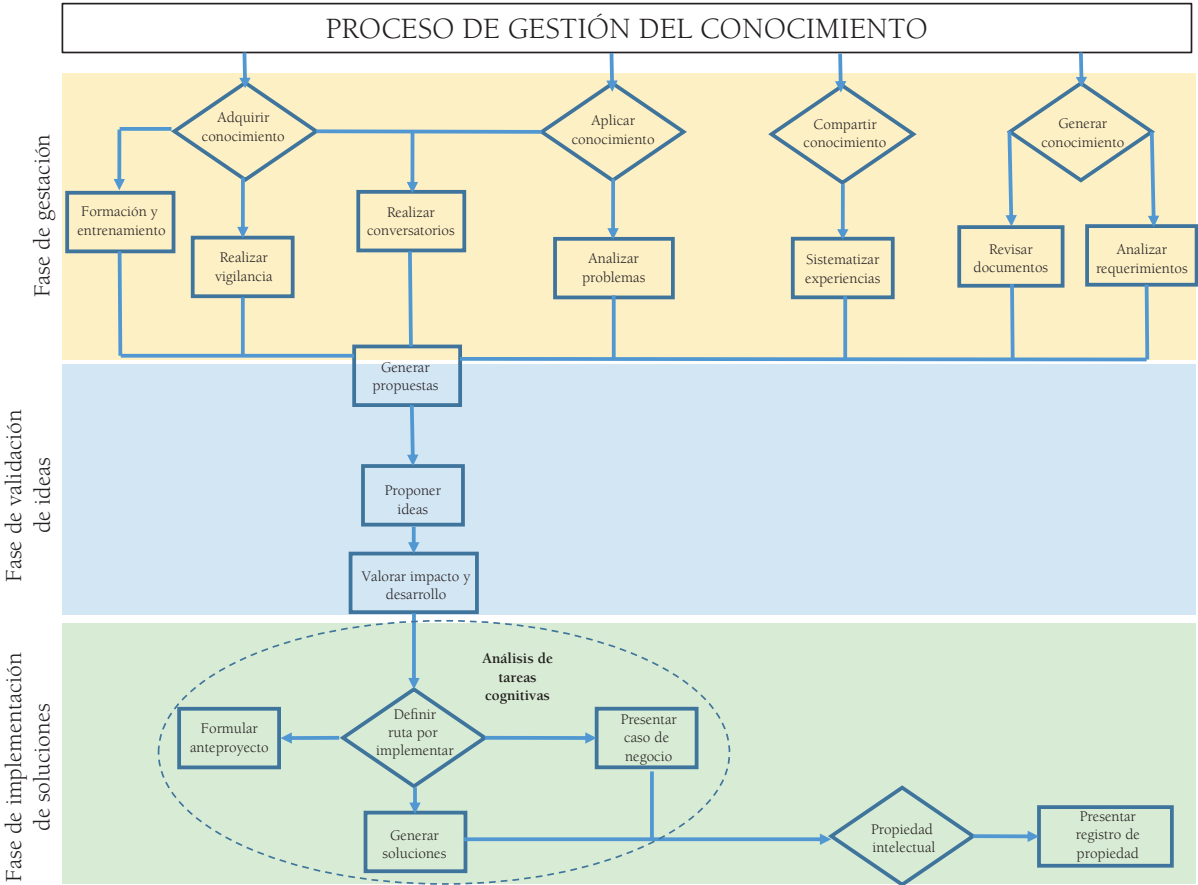 PROCESO DE GESTIÓN DEL CONOCIMIENTO
Fase de gestación
Adquirir
conocimiento
Aplicar
conocimiento
Compartir
conocimiento
Generar
conocimiento
Formación y
entrenamiento
Realizar
vigilancia
Realizar
conversatorios
Analizar
problemas
Sistematizar
experiencias
Revisar
documentos
Analizar
requerimientos
Fase de validación
de ideas
Generar
propuestas
Proponer
ideas
Valorar impacto y
desarrollo
Fase de implementación
de soluciones
Análisis de
tareas
cognitivas
Formular
anteproyecto
Definir
ruta por
implementar
Presentar
caso de
negocio
Generar
soluciones
Propiedad
intelectual
Presentar
registro de
propiedad